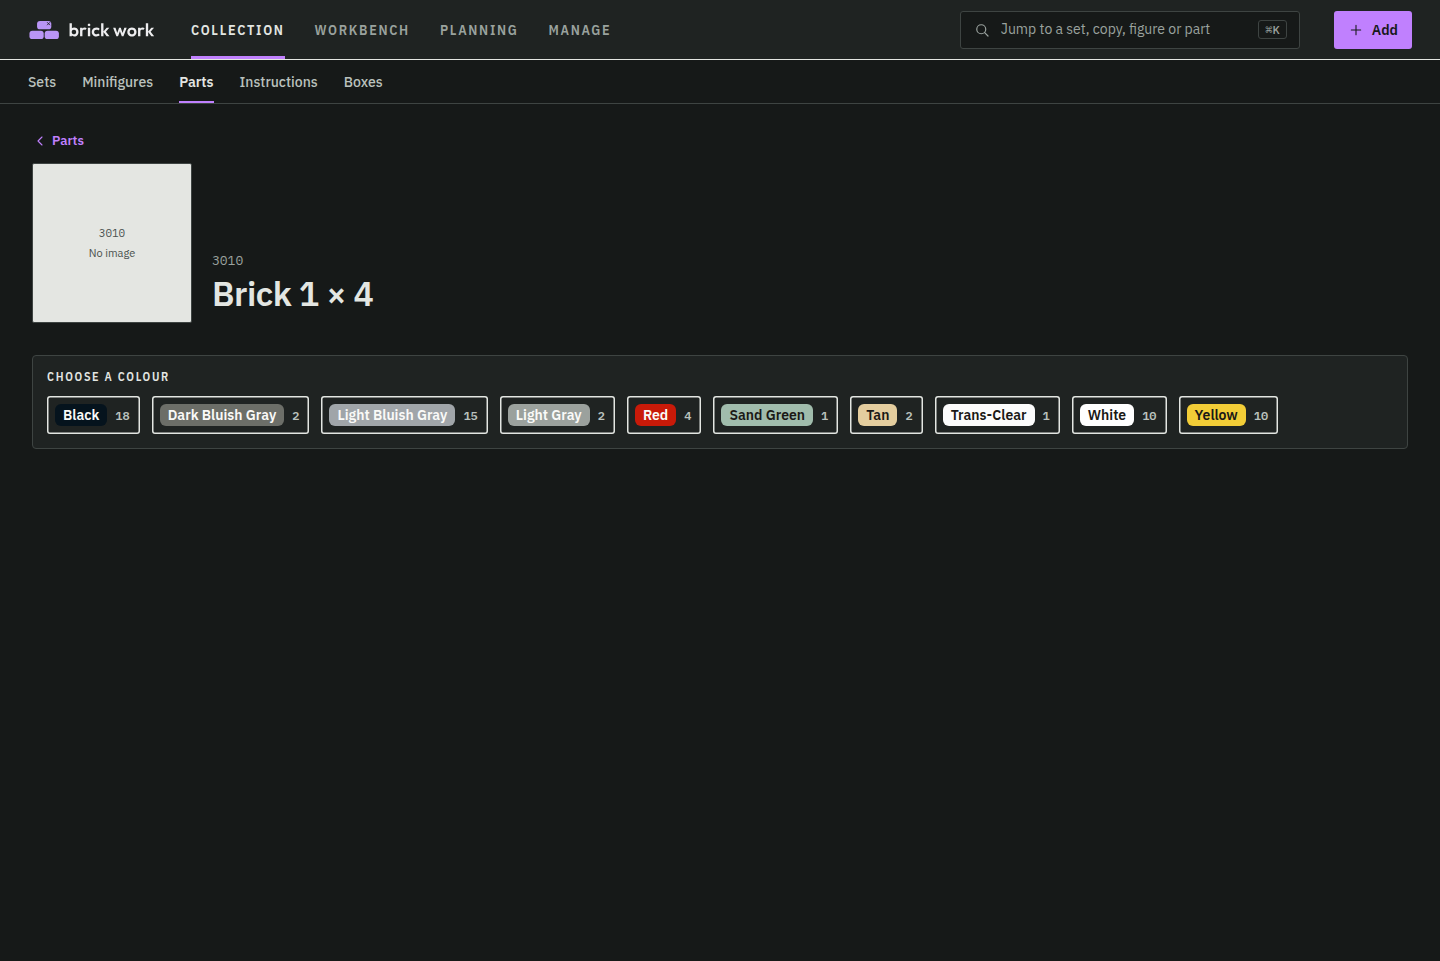 brick work COLLECTION WORKBENCH PLANNING MANAGE Jump to a set, copy, figure or part ⌘K + Add
Sets Minifigures Parts Instructions Boxes
Parts
3010
No image
3010
Brick 1 × 4
CHOOSE A COLOUR
Black 18 Dark Bluish Gray 2 Light Bluish Gray 15 Light Gray 2 Red 4 Sand Green 1 Tan 2 Trans-Clear 1 White 10 Yellow 10